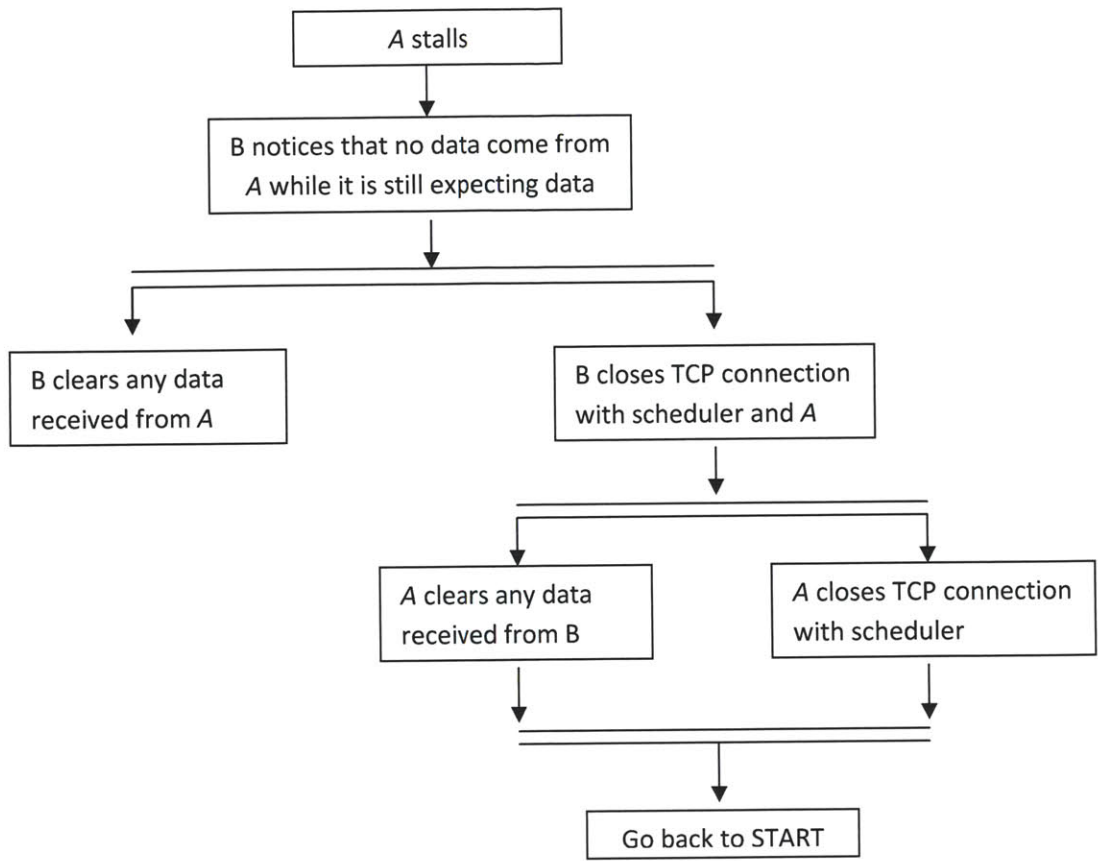 A stalls
B notices that no data come from
A while it is still expecting data
B clears any data
received from A
B closes TCP connection
with scheduler and A
A clears any data
received from B
A closes TCP connection
with scheduler
Go back to START